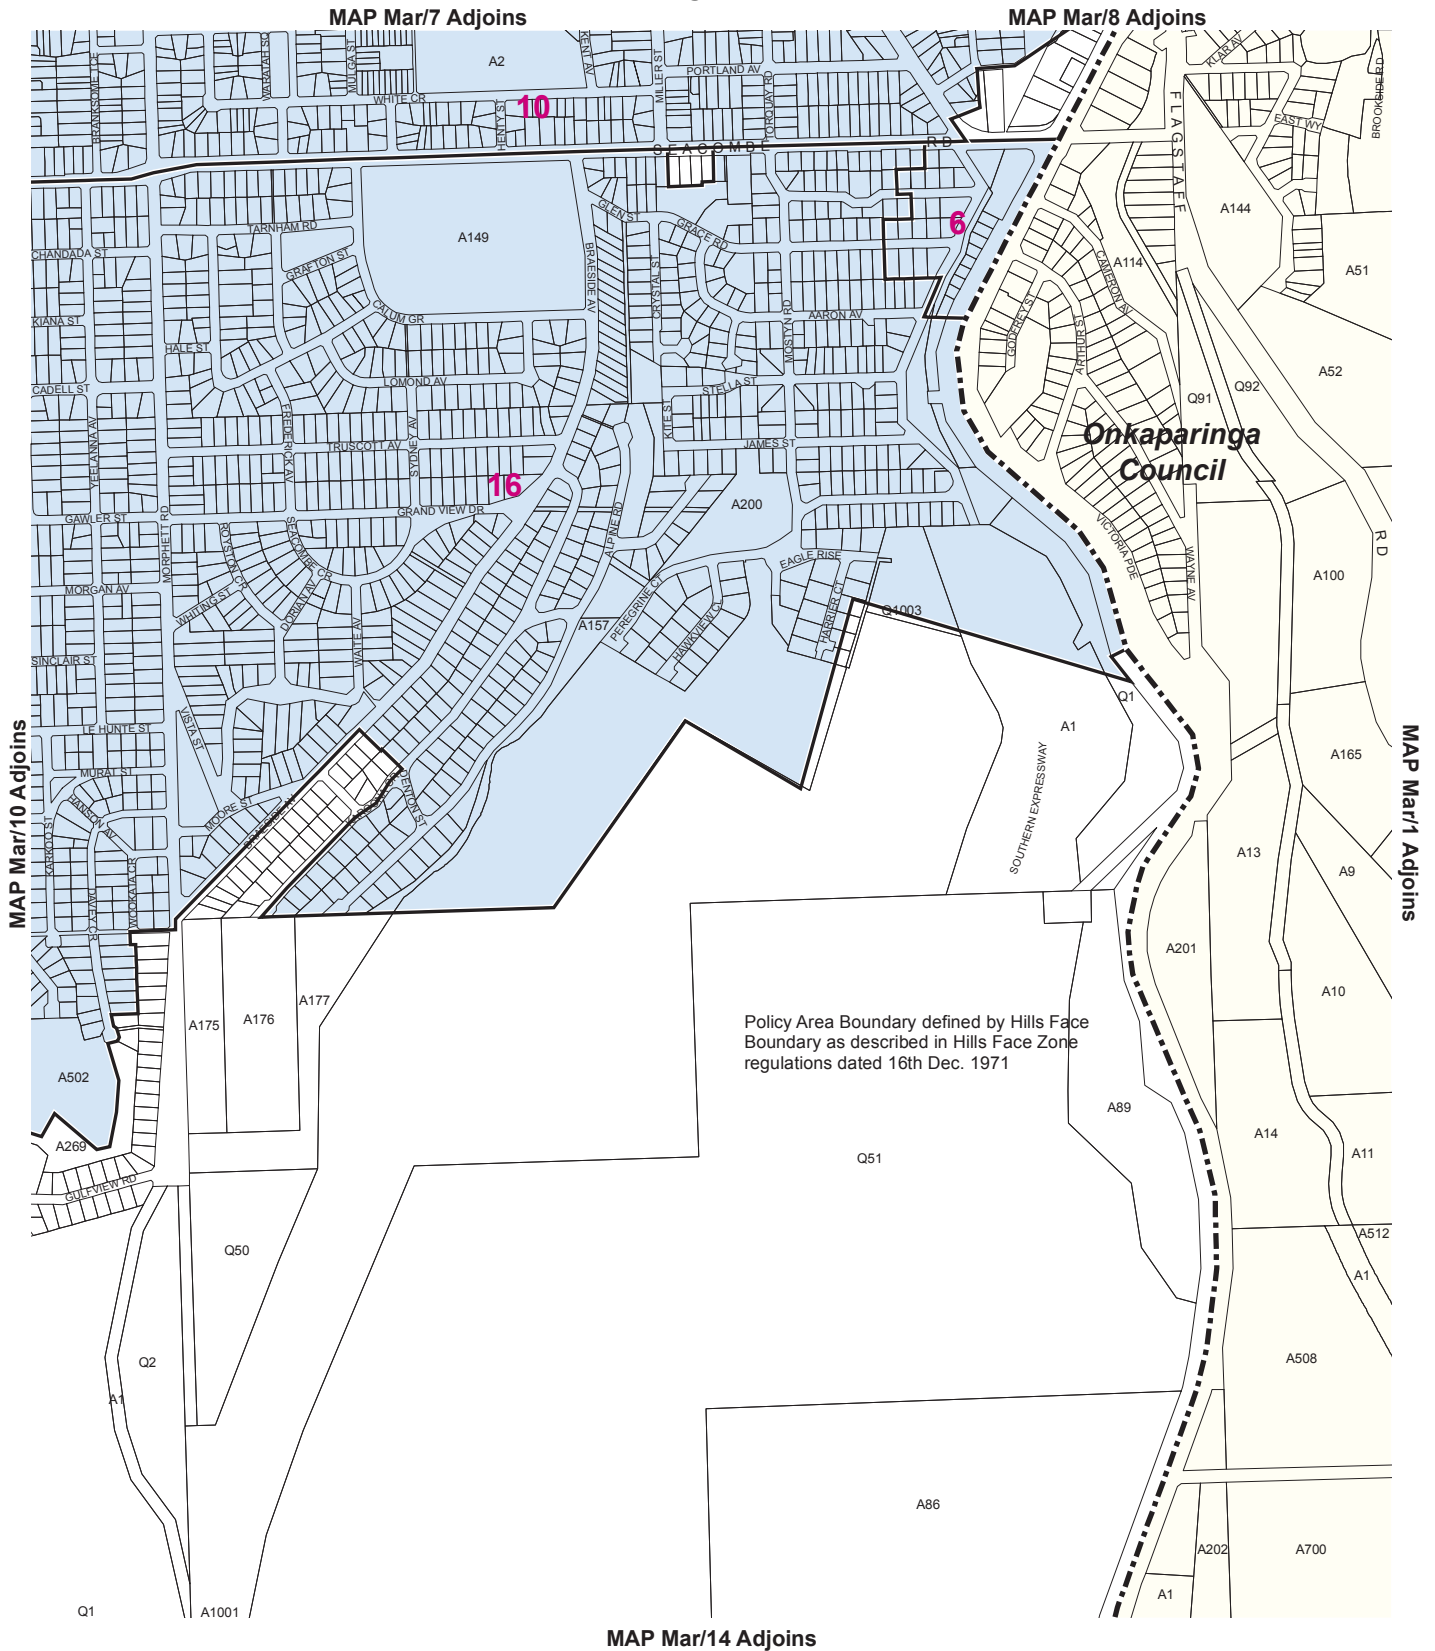 MAP Mar/7 Adjoins
MAP Mar/8 Adjoins
BRANKSOME TCE
WARATAH SQ
MULGA ST
A2
KENT AV
MILLER ST
PORTLAND AV
TORQUAY RD
KLAR AV
BROOKSIDE RD
WHITE CR
HENTY ST
10
FLAGSTAFF
EAST WY
SEACOMBE
RD
A144
TARNHAM RD
A149
GLEN ST
GRACE RD
6
CHANDADA ST
GRAFTON ST
BRAESIDE AV
CRYSTAL ST
CAMERON AV
A114
A51
KIANA ST
CALUM GR
MOSTYN RD
AARON AV
GODFREY ST
ARTHUR ST
HALE ST
CADELL ST
LOMOND AV
STELLA ST
Q91
Q92
A52
YELANNA AV
FREDERICK AV
SYDNEY AV
TRUSCOTT AV
KITE ST
JAMES ST
Onkaparinga
Council
16
GAWLER ST
MORPHETT RD
ROYSTON CR
SEACOMBE CR
GRAND VIEW DR
ALPINE RD
A200
VICTORIA PDE
WAYNE AV
RD
MORGAN AV
WHITING ST
DORIAN AV
EAGLE RISE
A100
A157
PEREGRINE CT
HAWKVIEW CT
HARRIER CT
Q1003
SINCLAIR ST
WAITE AV
Q1
A1
LE HUNTE ST
VISTA ST
MURAT ST
HANSON AV
MOORE ST
BRAESIDE AV
DENTON ST
SOUTHERN EXPRESSWAY
A165
MAP Mar/10 Adjoins
MAP Mar/1 Adjoins
KARKOO ST
DAVEY CR
WOOKATA CR
A13
A9
A201
A175
A176
A177
A10
Policy Area Boundary defined by Hills Face
Boundary as described in Hills Face Zone
regulations dated 16th Dec. 1971
A502
A89
A269
A14
A11
Q51
GULFVIEW RD
Q50
A512
A1
Q2
A508
A1
A86
A202
A700
A1
Q1
A1001
MAP Mar/14 Adjoins